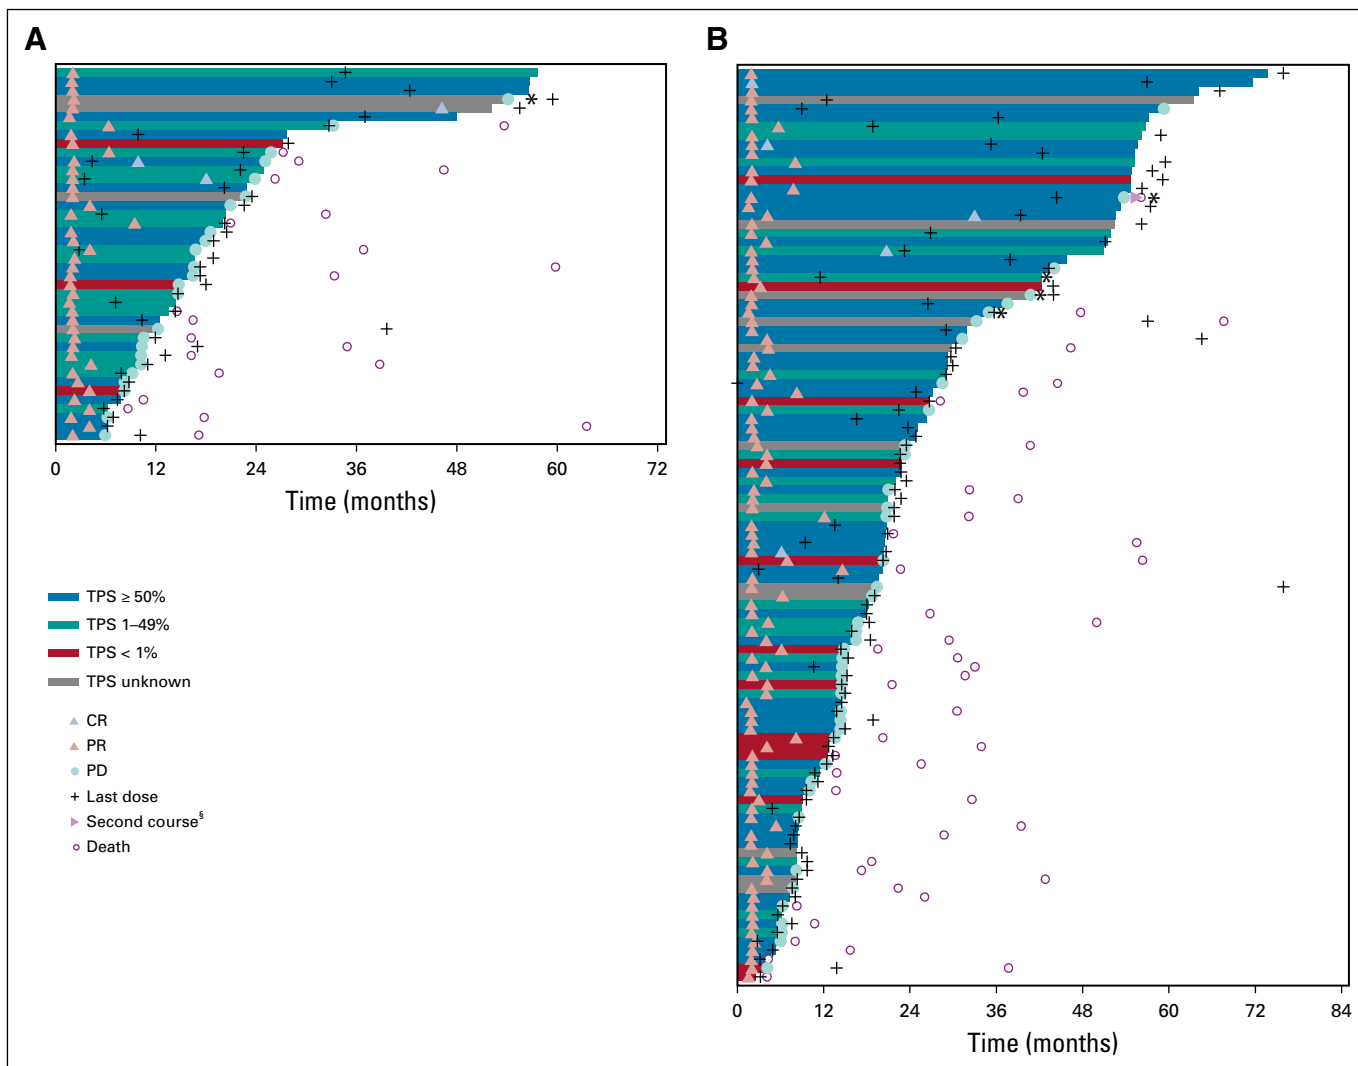 A
B
0 12 24 36 48 60 72
Time (months)
TPS ≥ 50%
TPS 1–49%
TPS < 1%
TPS unknown
CR
PR
PD
Last dose
Second course§
Death
0 12 24 36 48 60 72 84
Time (months)